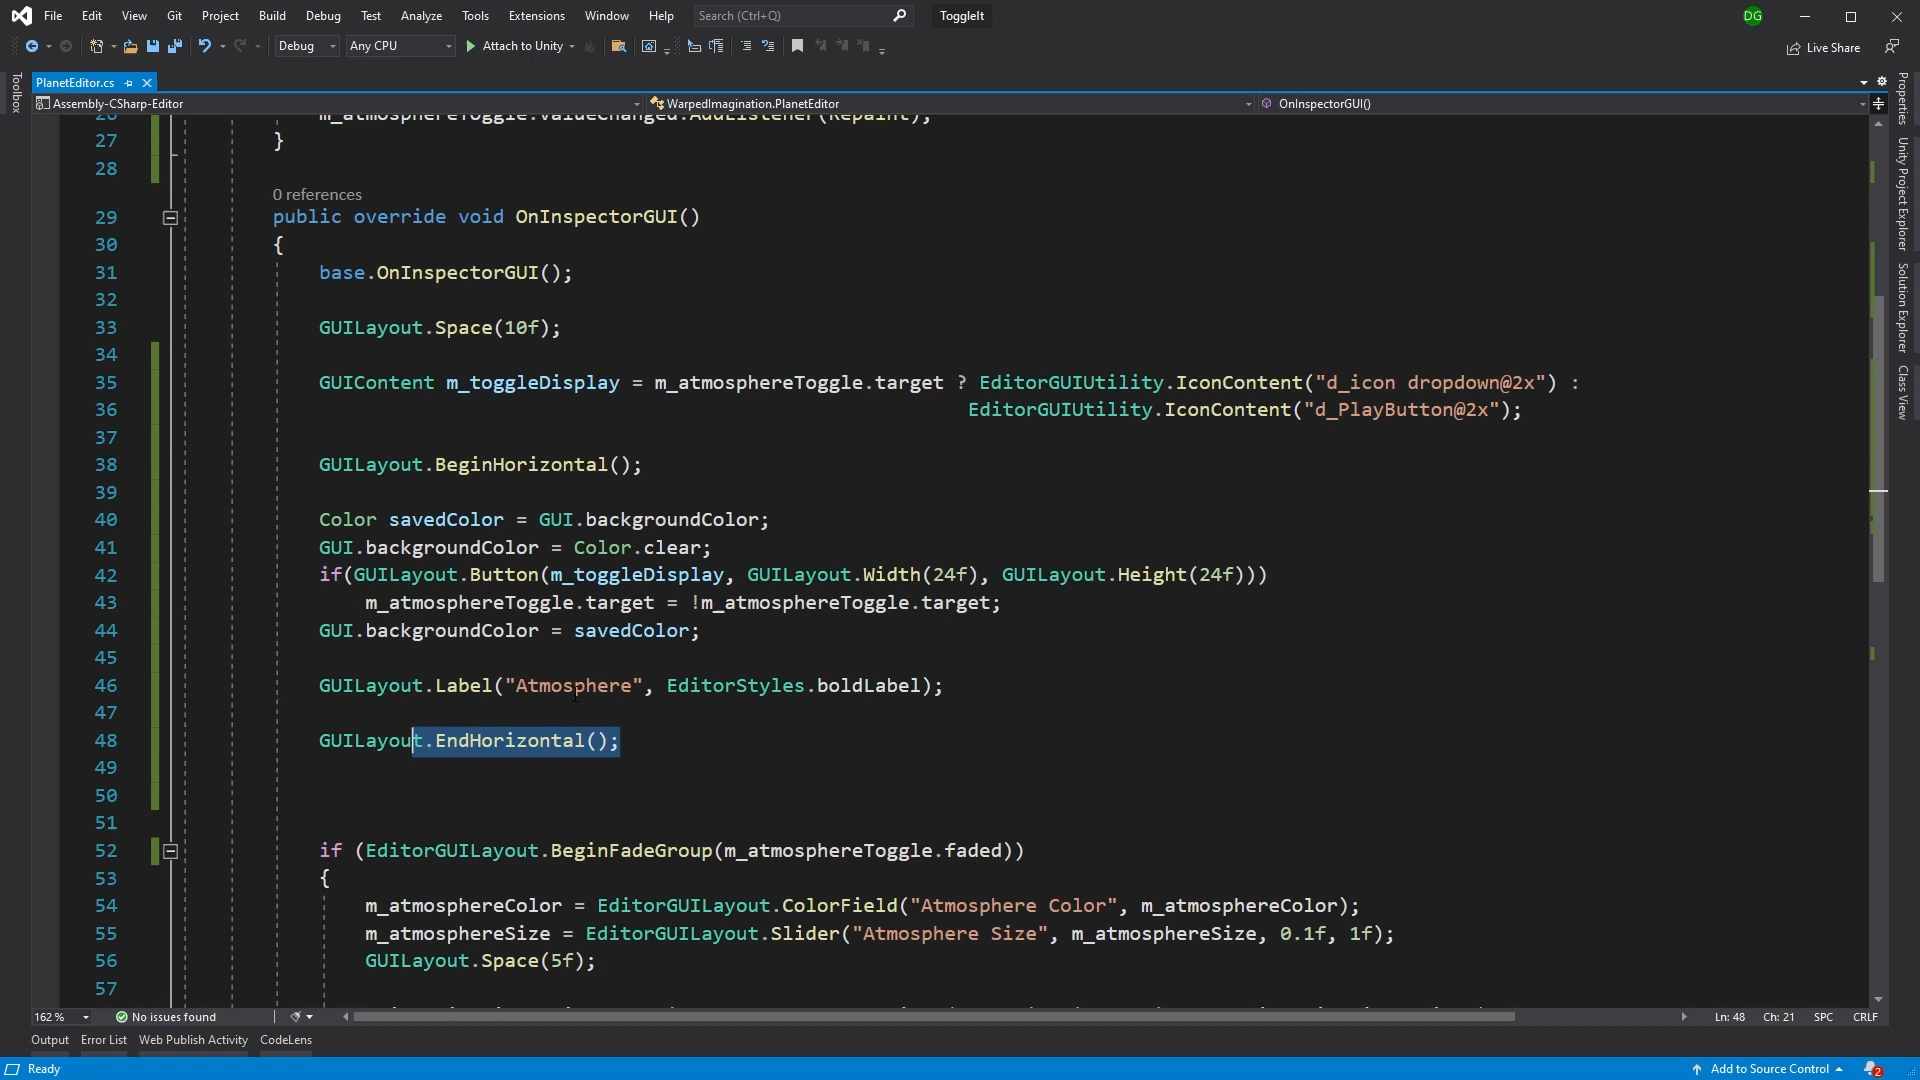 File Edit View Git Project Build Debug Test Analyze Tools Extensions Window Help Search (Ctrl+Q) ToggleIt DG
Debug Any CPU Attach to Unity Live Share
Toolbox
PlanetEditor.cs
Assembly-CSharp-Editor WarpedImagination.PlanetEditor OnInspectorGUI()
26 m_atmosphereToggle.valueChanged.AddListener(Repaint);
27 }
28
0 references
29 public override void OnInspectorGUI()
30 {
31 base.OnInspectorGUI();
32
33 GUILayout.Space(10f);
34
35 GUIContent m_toggleDisplay = m_atmosphereToggle.target ? EditorGUIUtility.IconContent("d_icon dropdown@2x") :
36 EditorGUIUtility.IconContent("d_PlayButton@2x");
37
38 GUILayout.BeginHorizontal();
39
40 Color savedColor = GUI.backgroundColor;
41 GUI.backgroundColor = Color.clear;
42 if(GUILayout.Button(m_toggleDisplay, GUILayout.Width(24f), GUILayout.Height(24f)))
43 m_atmosphereToggle.target = !m_atmosphereToggle.target;
44 GUI.backgroundColor = savedColor;
45
46 GUILayout.Label("Atmosphere", EditorStyles.boldLabel);
47
48 GUILayout.EndHorizontal();
49
50
51
52 if (EditorGUILayout.BeginFadeGroup(m_atmosphereToggle.faded))
53 {
54 m_atmosphereColor = EditorGUILayout.ColorField("Atmosphere Color", m_atmosphereColor);
55 m_atmosphereSize = EditorGUILayout.Slider("Atmosphere Size", m_atmosphereSize, 0.1f, 1f);
56 GUILayout.Space(5f);
57
Properties
Unity Project Explorer
Solution Explorer
Class View
162 % No issues found Ln: 48 Ch: 21 SPC CRLF
Output Error List Web Publish Activity CodeLens
Ready Add to Source Control 2